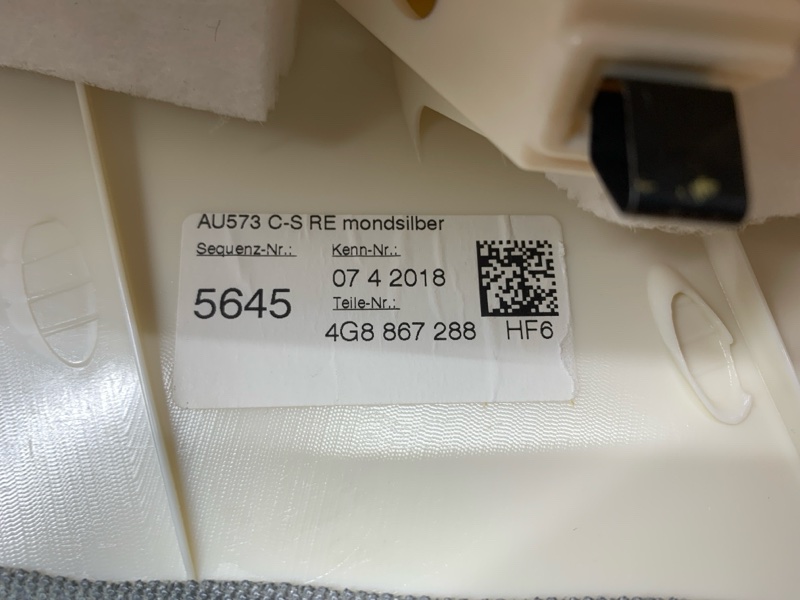 AU573 C-S RE mondsilber
Sequenz-Nr.: Kenn-Nr.:
07 4 2018
5645
Teile-Nr.:
4G8 867 288 HF6